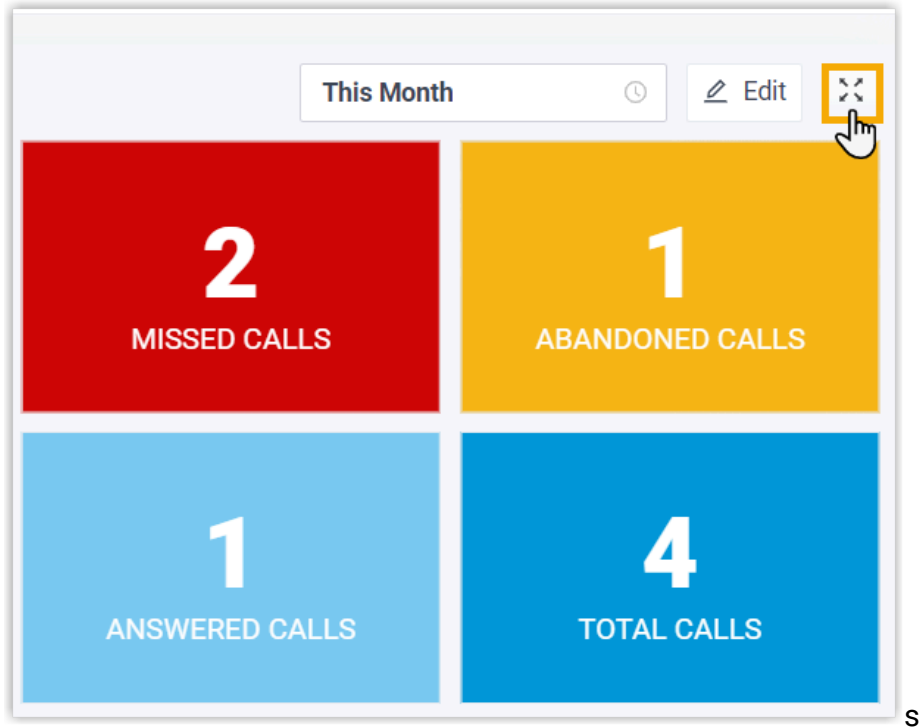 This Month
Edit
2
MISSED CALLS
1
ABANDONED CALLS
1
ANSWERED CALLS
4
TOTAL CALLS
s